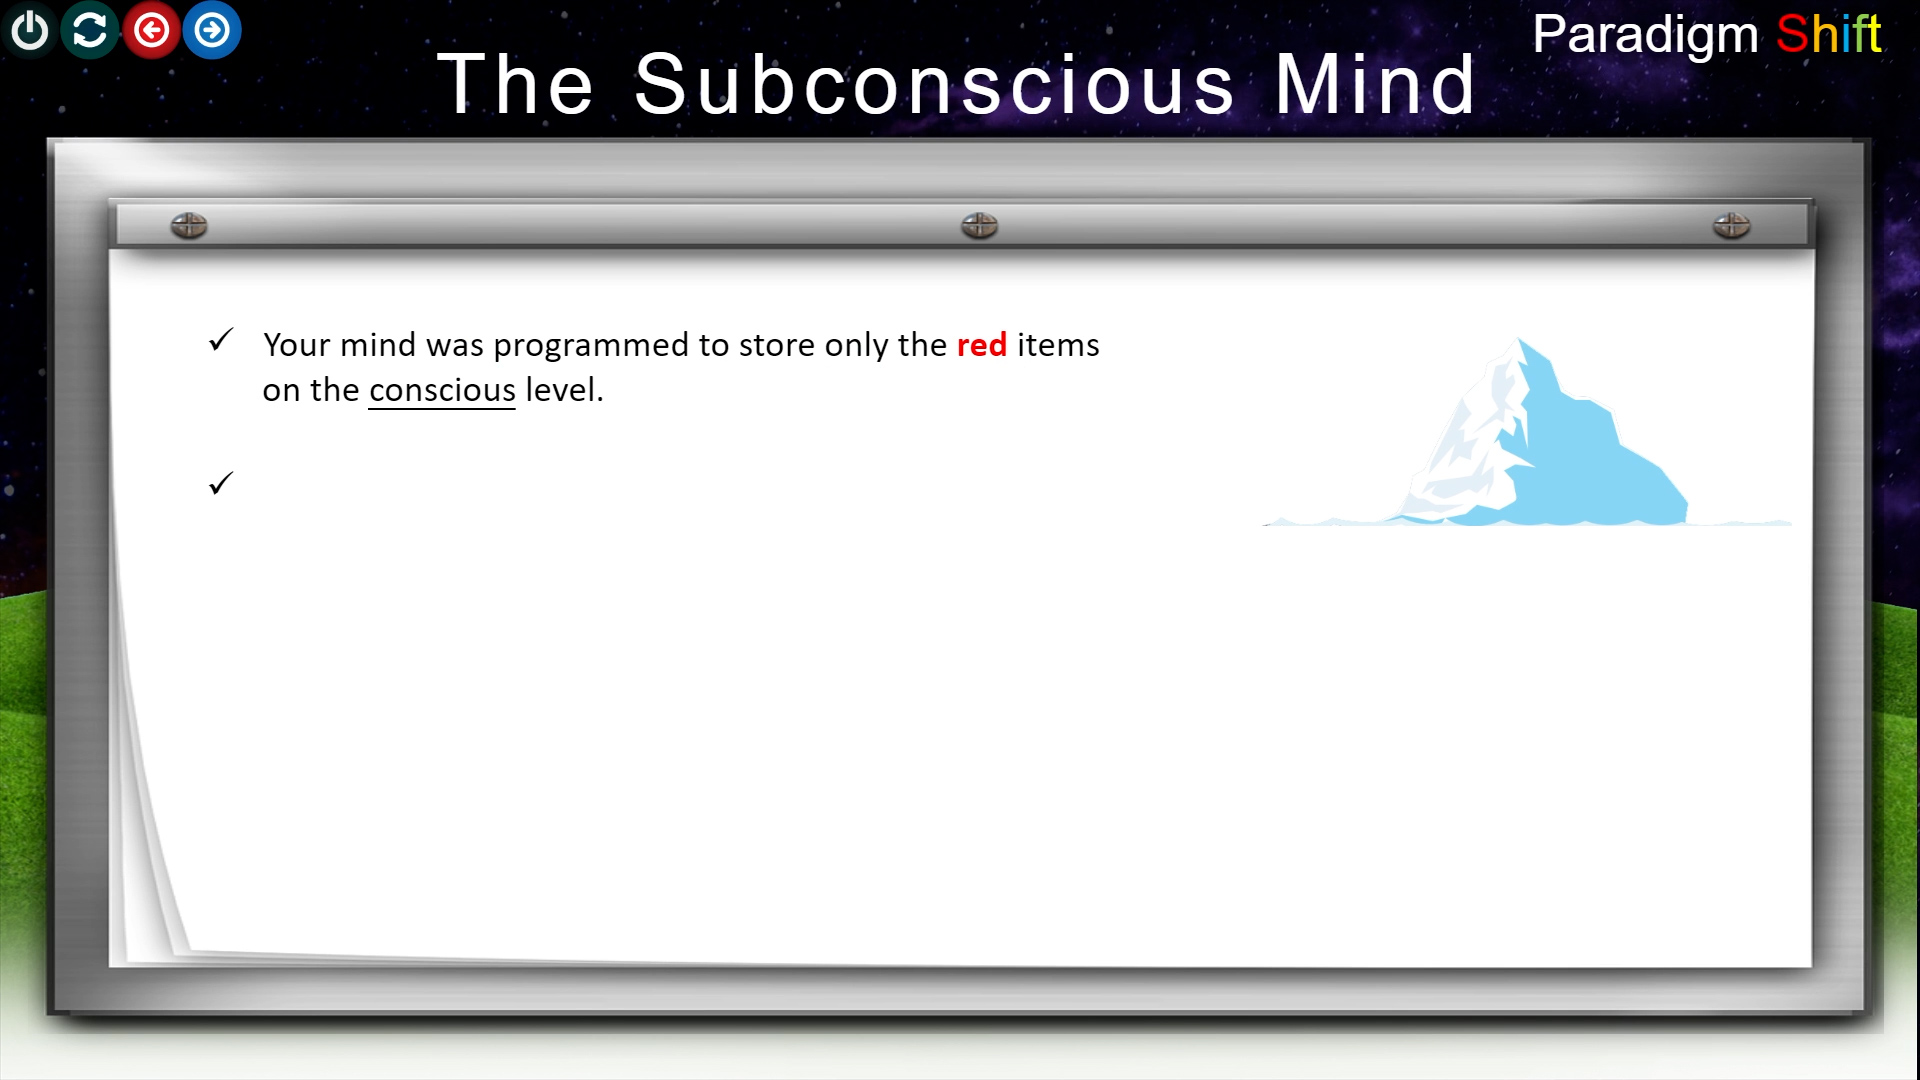 Paradigm Shift
The Subconscious Mind
✓ Your mind was programmed to store only the red items
on the conscious level.
✓